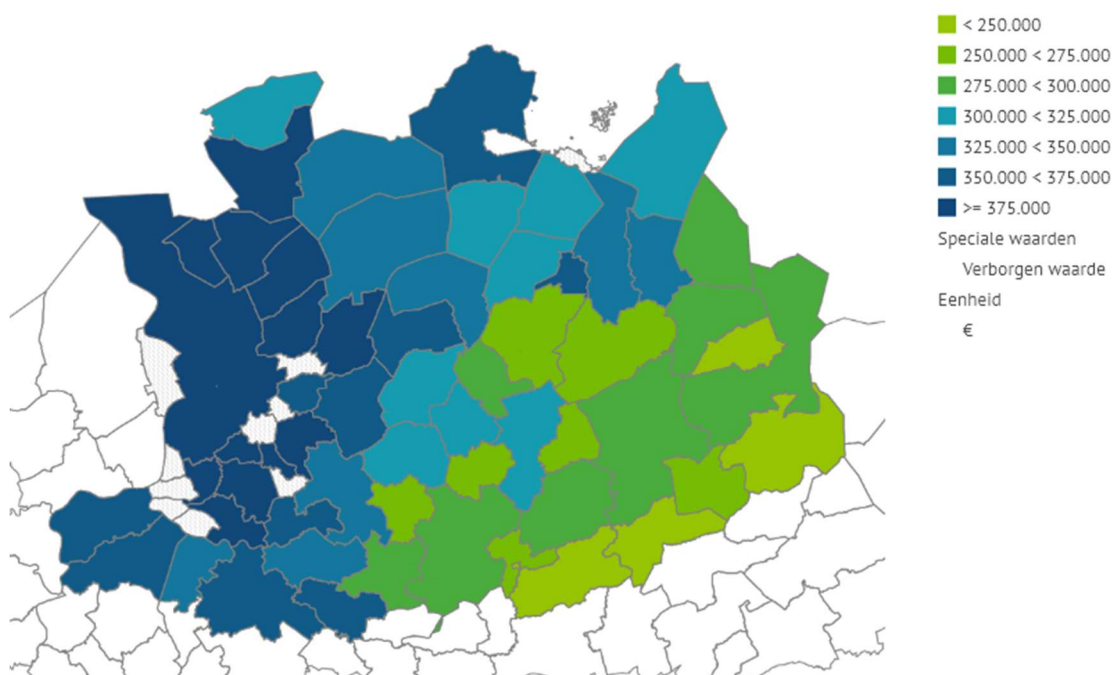 < 250.000
250.000 < 275.000
275.000 < 300.000
300.000 < 325.000
325.000 < 350.000
350.000 < 375.000
>= 375.000
Speciale waarden
Verborgen waarde
Eenheid
€